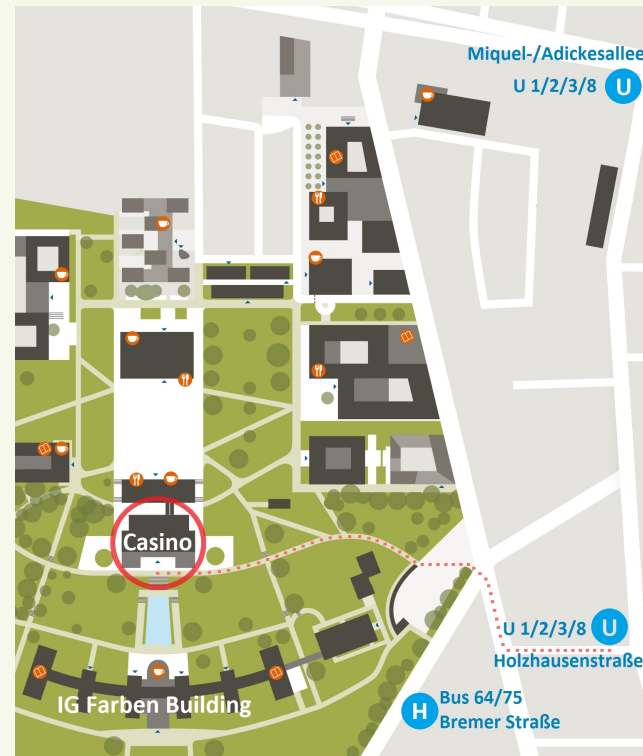 Miquel-/Adickesallee
U 1/2/3/8 U
Casino
U 1/2/3/8 U
Holzhausenstraße
IG Farben Building
H Bus 64/75
Bremer Straße